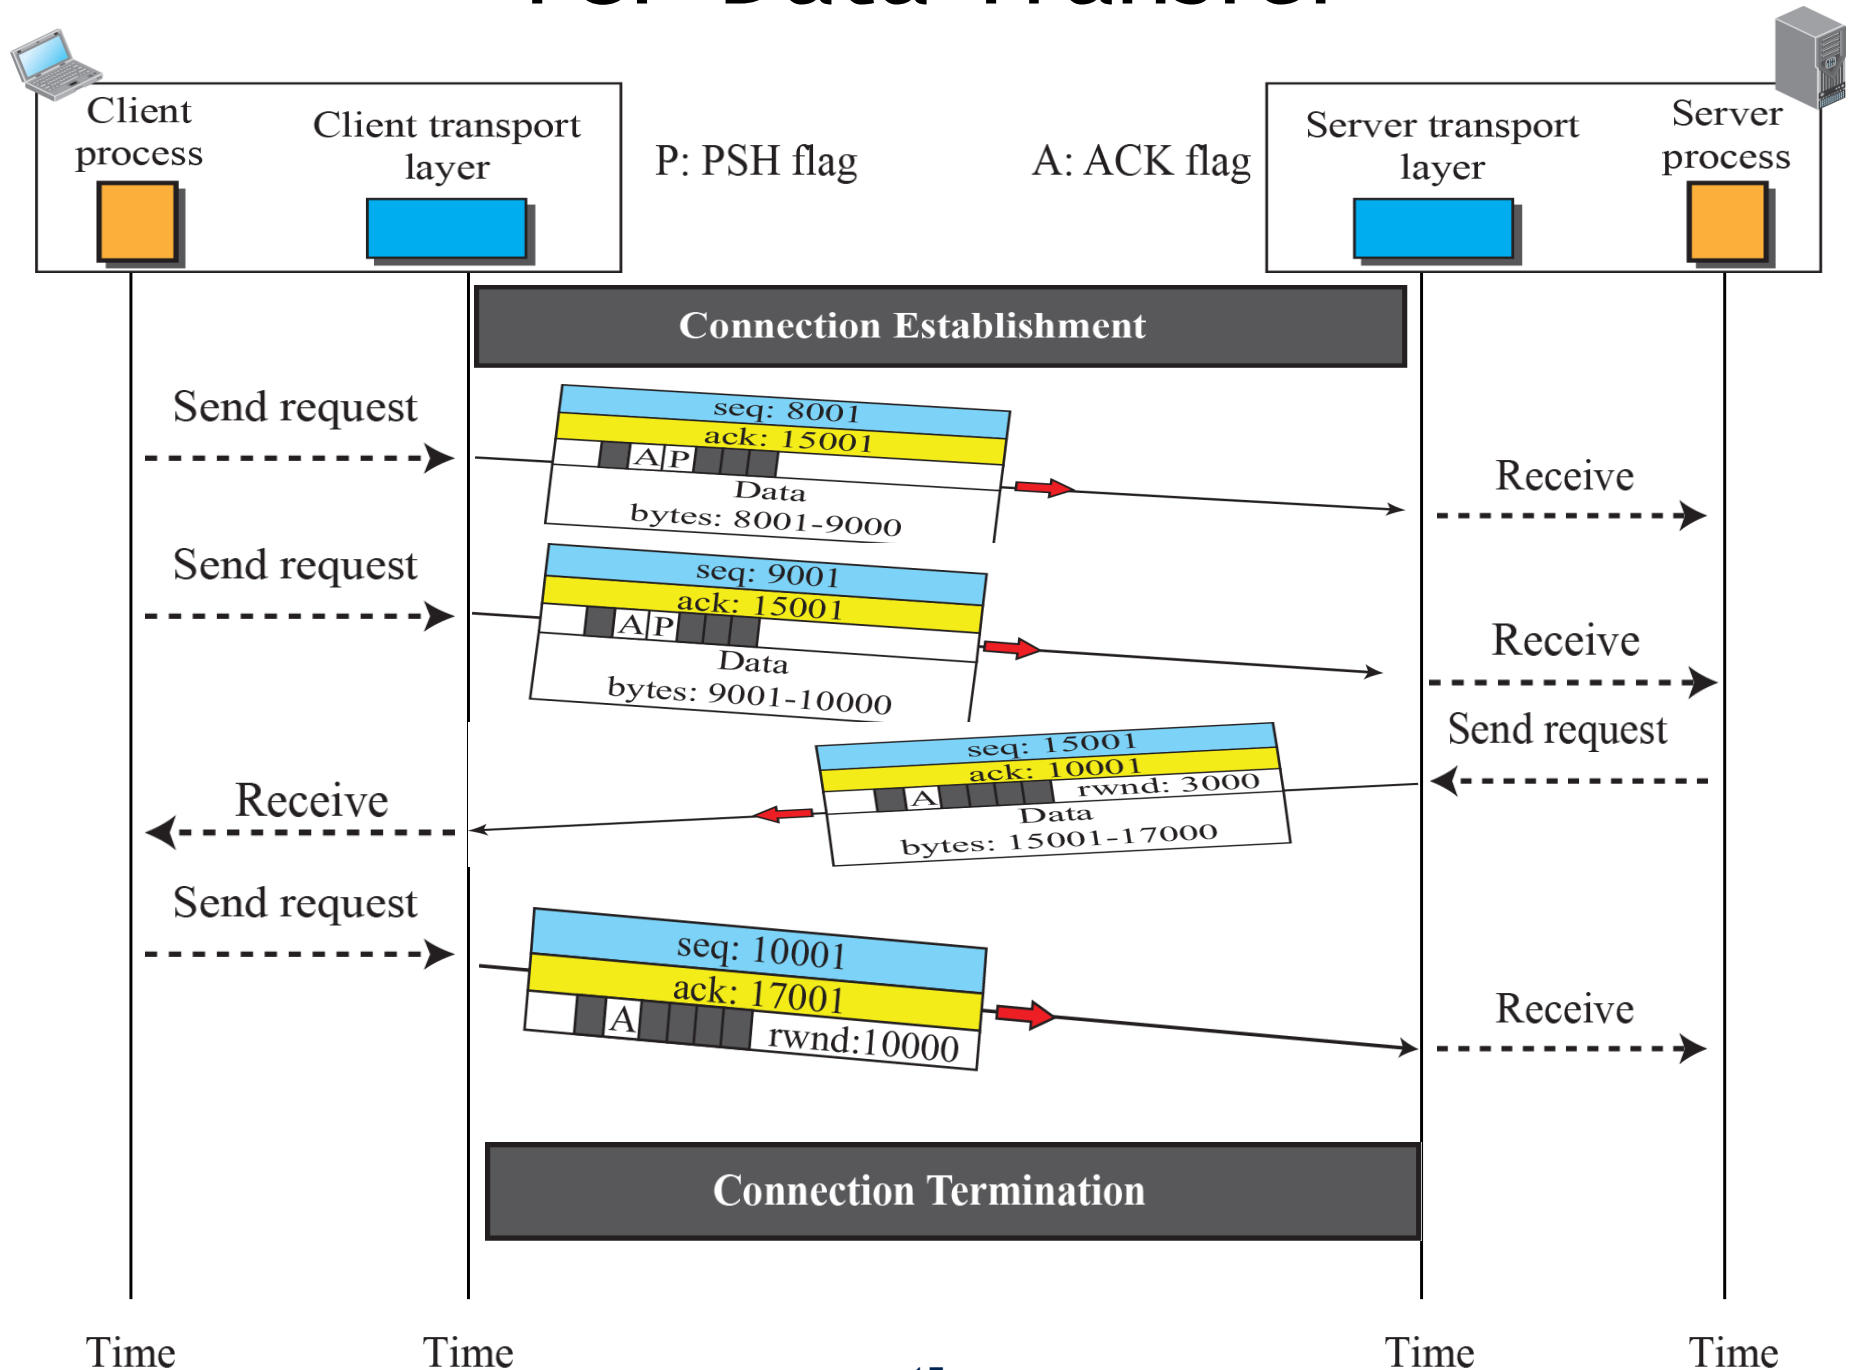 TCP Data Transfer
Client
process
Client transport
layer
P: PSH flag
A: ACK flag
Server transport
layer
Server
process
Connection Establishment
Send request
seq: 8001
ack: 15001
A P
Data
bytes: 8001-9000
Receive
Send request
seq: 9001
ack: 15001
A P
Data
bytes: 9001-10000
Receive
Send request
seq: 15001
ack: 10001
A
rwnd: 3000
Data
bytes: 15001-17000
Receive
Send request
seq: 10001
ack: 17001
A
rwnd:10000
Receive
Connection Termination
Time
Time
Time
Time